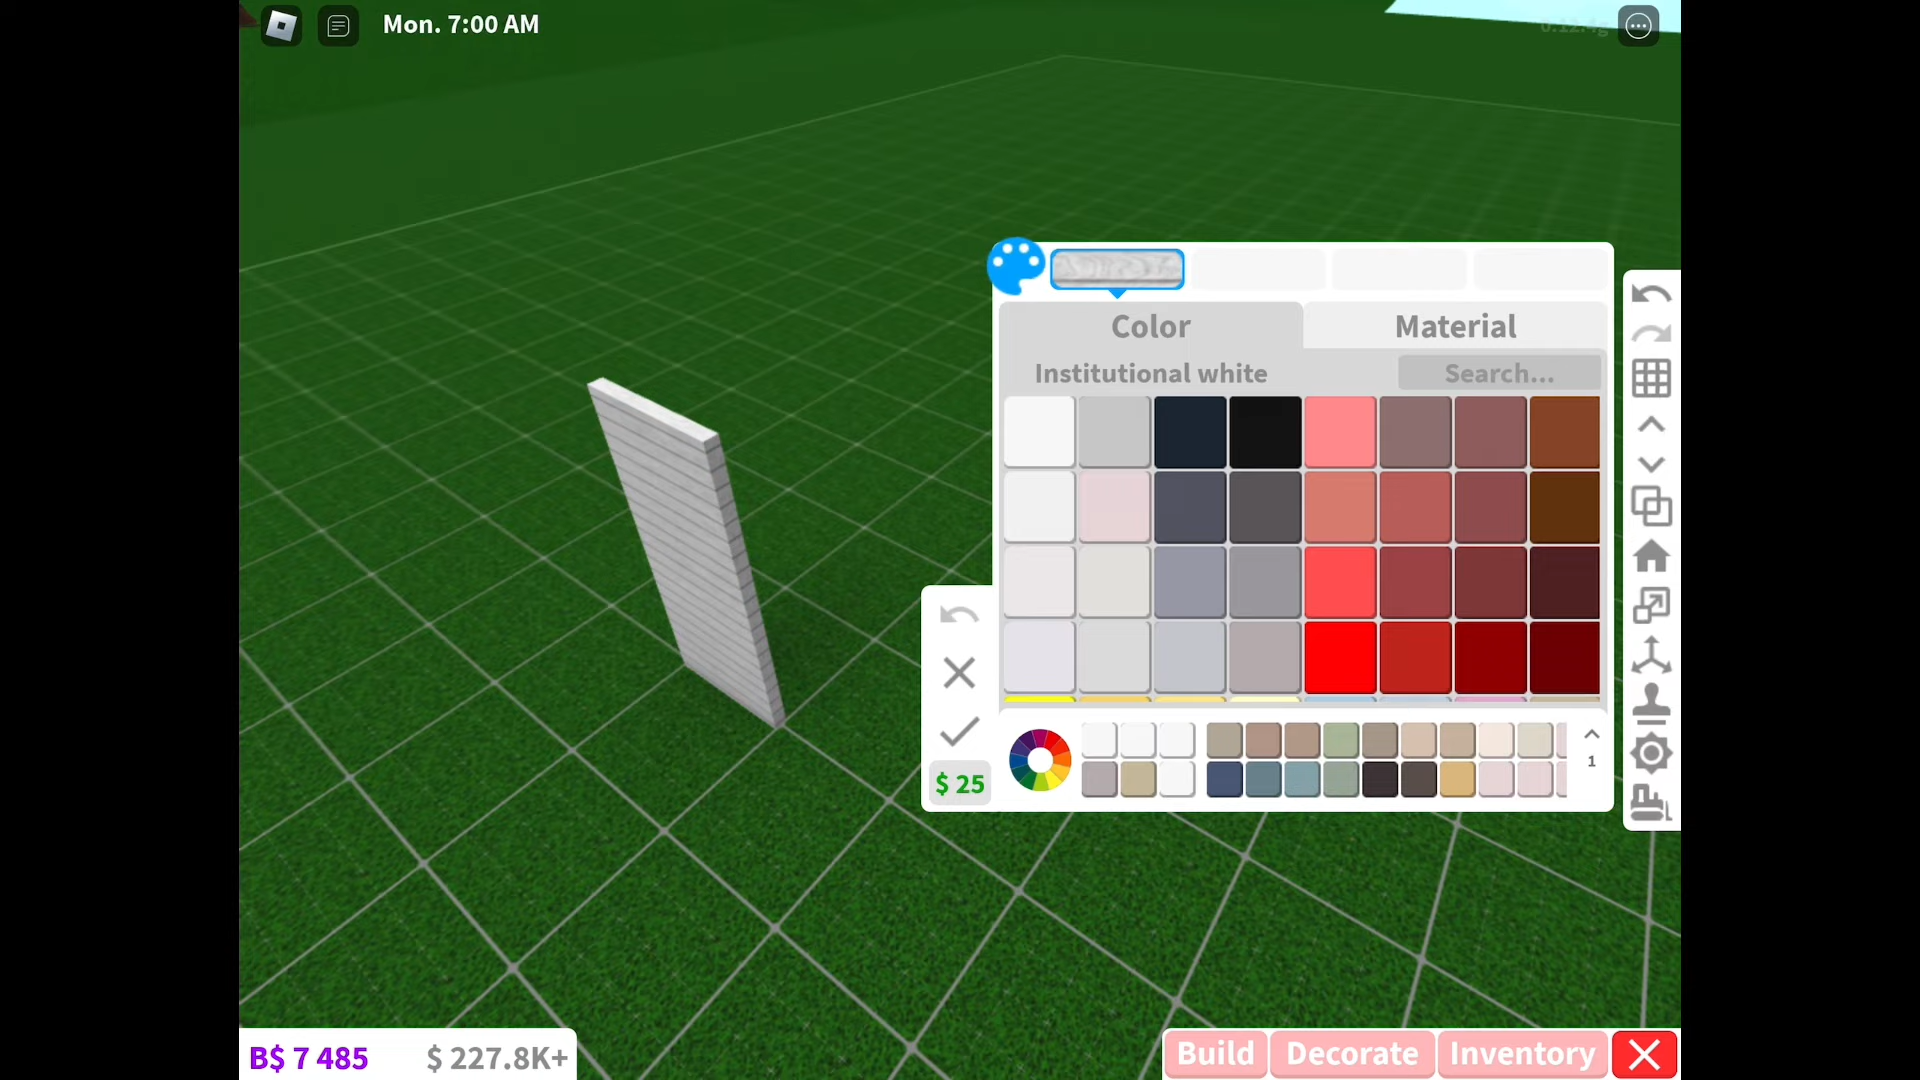 Mon. 7:00 AM
Color
Material
Institutional white
Search...
1
$ 25
B$ 7 485
$ 227.8K+
Build
Decorate
Inventory